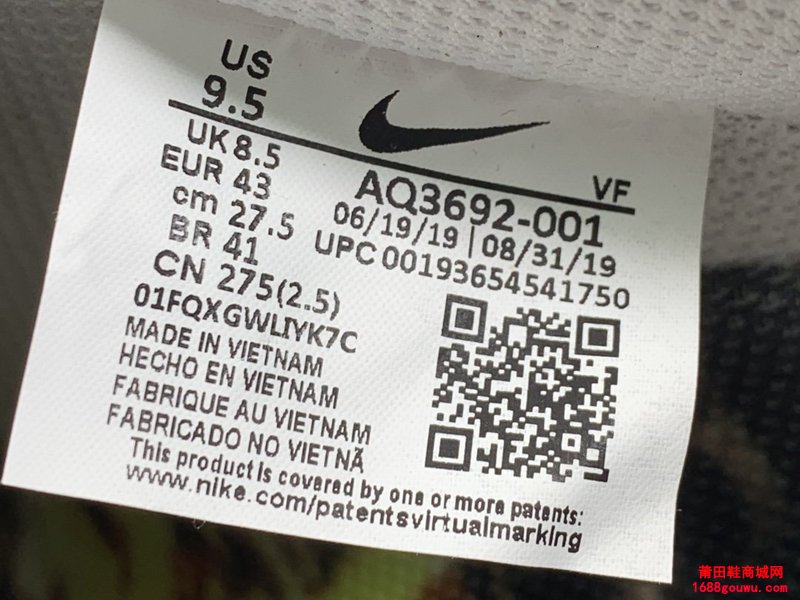 US
9.5
UK 8.5
EUR 43
cm 27.5
BR 41
CN 275(2.5)
01FQXGWLIYK7C
MADE IN VIETNAM
HECHO EN VIETNAM
FABRIQUE AU VIETNAM
FABRICADO NO VIETNÃ
VF
AQ3692-001
06/19/19 | 08/31/19
UPC 00193654541750
This product is covered by one or more patents:
www.nike.com/patentsvirtualmarking
莆田鞋商城网
1688gouwu.com